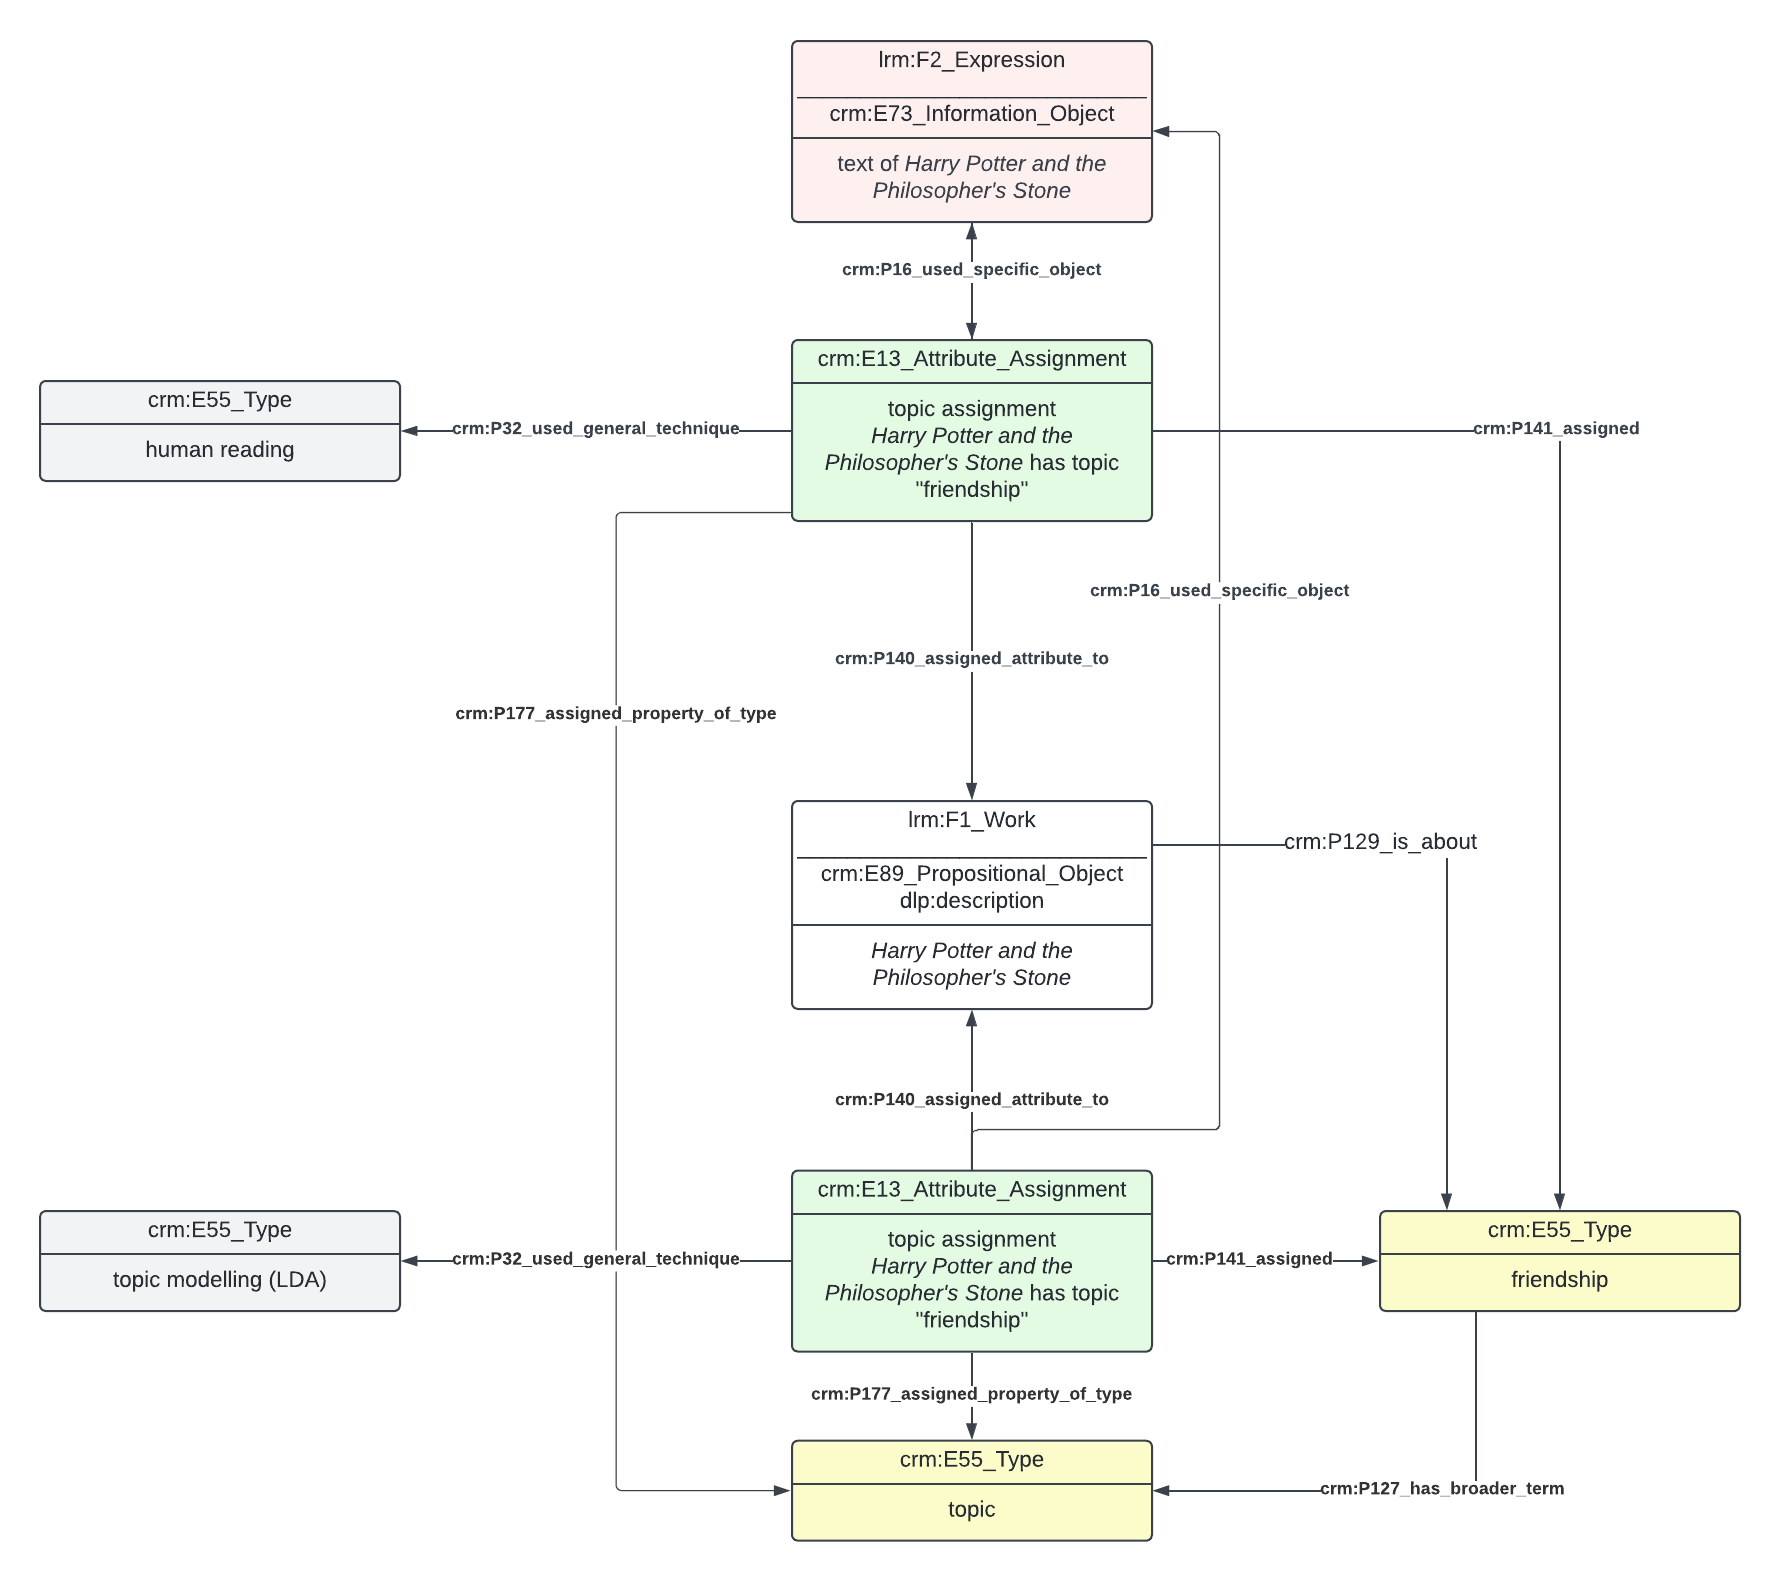 lrm:F2_Expression
crm:E73_Information_Object
text of Harry Potter and the
Philosopher's Stone
crm:P16_used_specific_object
crm:E13_Attribute_Assignment
topic assignment
Harry Potter and the
Philosopher's Stone has topic
"friendship"
crm:E55_Type
human reading
crm:P32_used_general_technique
crm:P141_assigned
crm:P16_used_specific_object
crm:P140_assigned_attribute_to
crm:P177_assigned_property_of_type
lrm:F1_Work
crm:E89_Propositional_Object
dlp:description
Harry Potter and the
Philosopher's Stone
crm:P129_is_about
crm:P140_assigned_attribute_to
crm:E13_Attribute_Assignment
topic assignment
Harry Potter and the
Philosopher's Stone has topic
"friendship"
crm:E55_Type
topic modelling (LDA)
crm:P32_used_general_technique
crm:P141_assigned
crm:E55_Type
friendship
crm:P177_assigned_property_of_type
crm:E55_Type
topic
crm:P127_has_broader_term